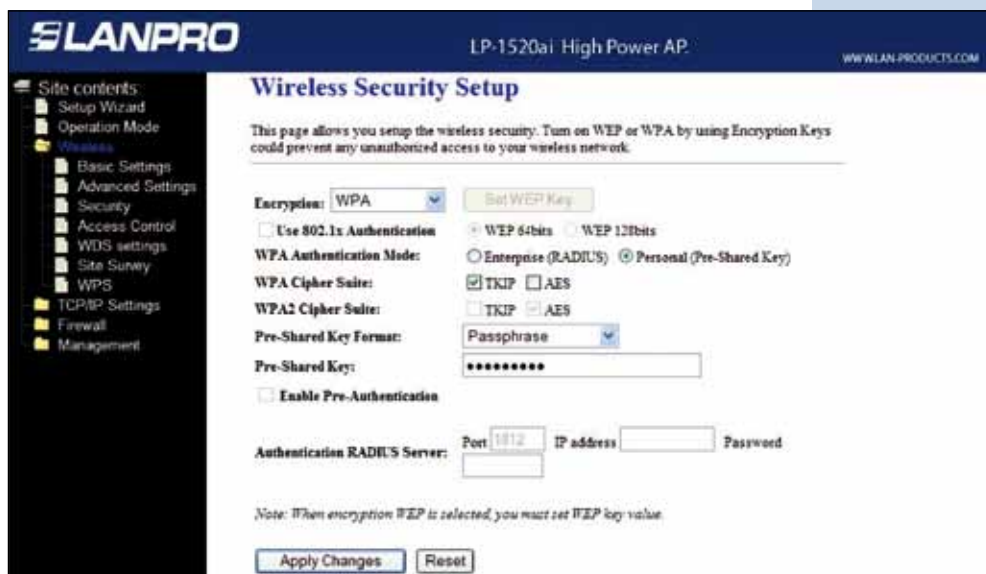 LANPRO
LP-1520ai High Power AP.
WWW.LAN-PRODUCTS.COM
Site contents:
Setup Wizard
Operation Mode
Wireless
Basic Settings
Advanced Settings
Security
Access Control
WDS settings
Site Survey
WPS
TCP/IP Settings
Firewall
Management
Wireless Security Setup
This page allows you setup the wireless security. Turn on WEP or WPA by using Encryption Keys
could prevent any unauthorized access to your wireless network.
Encryption: WPA Set WEP Key
Use 802.1x Authentication WEP 64bits WEP 128bits
WPA Authentication Mode: Enterprise (RADIUS) Personal (Pre-Shared Key)
WPA Cipher Suite: TKIP AES
WPA2 Cipher Suite: TKIP AES
Pre-Shared Key Format: Passphrase
Pre-Shared Key: •••••••••
Enable Pre-Authentication
Authentication RADIUS Server: Port 1812 IP address Password
Note: When encryption WEP is selected, you must set WEP key value.
Apply Changes Reset